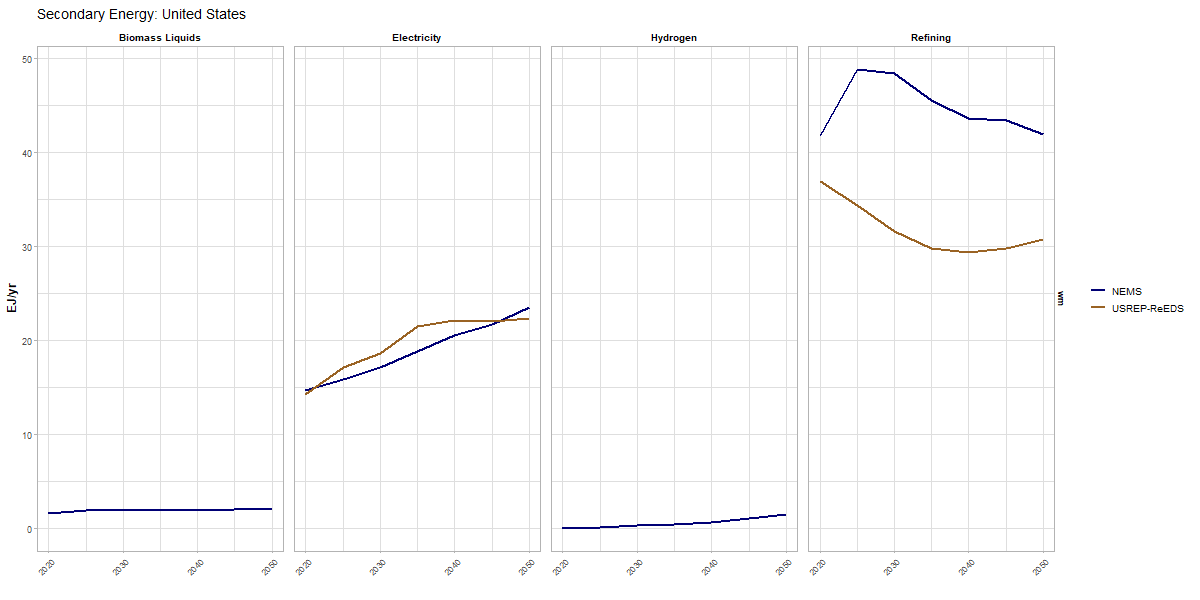 Secondary Energy: United States
Biomass Liquids Electricity Hydrogen Refining
50
40
30
20
10
0
EJ/yr
2020 2030 2040 2050 2020 2030 2040 2050 2020 2030 2040 2050 2020 2030 2040 2050
wm
NEMS
USREP-ReEDS